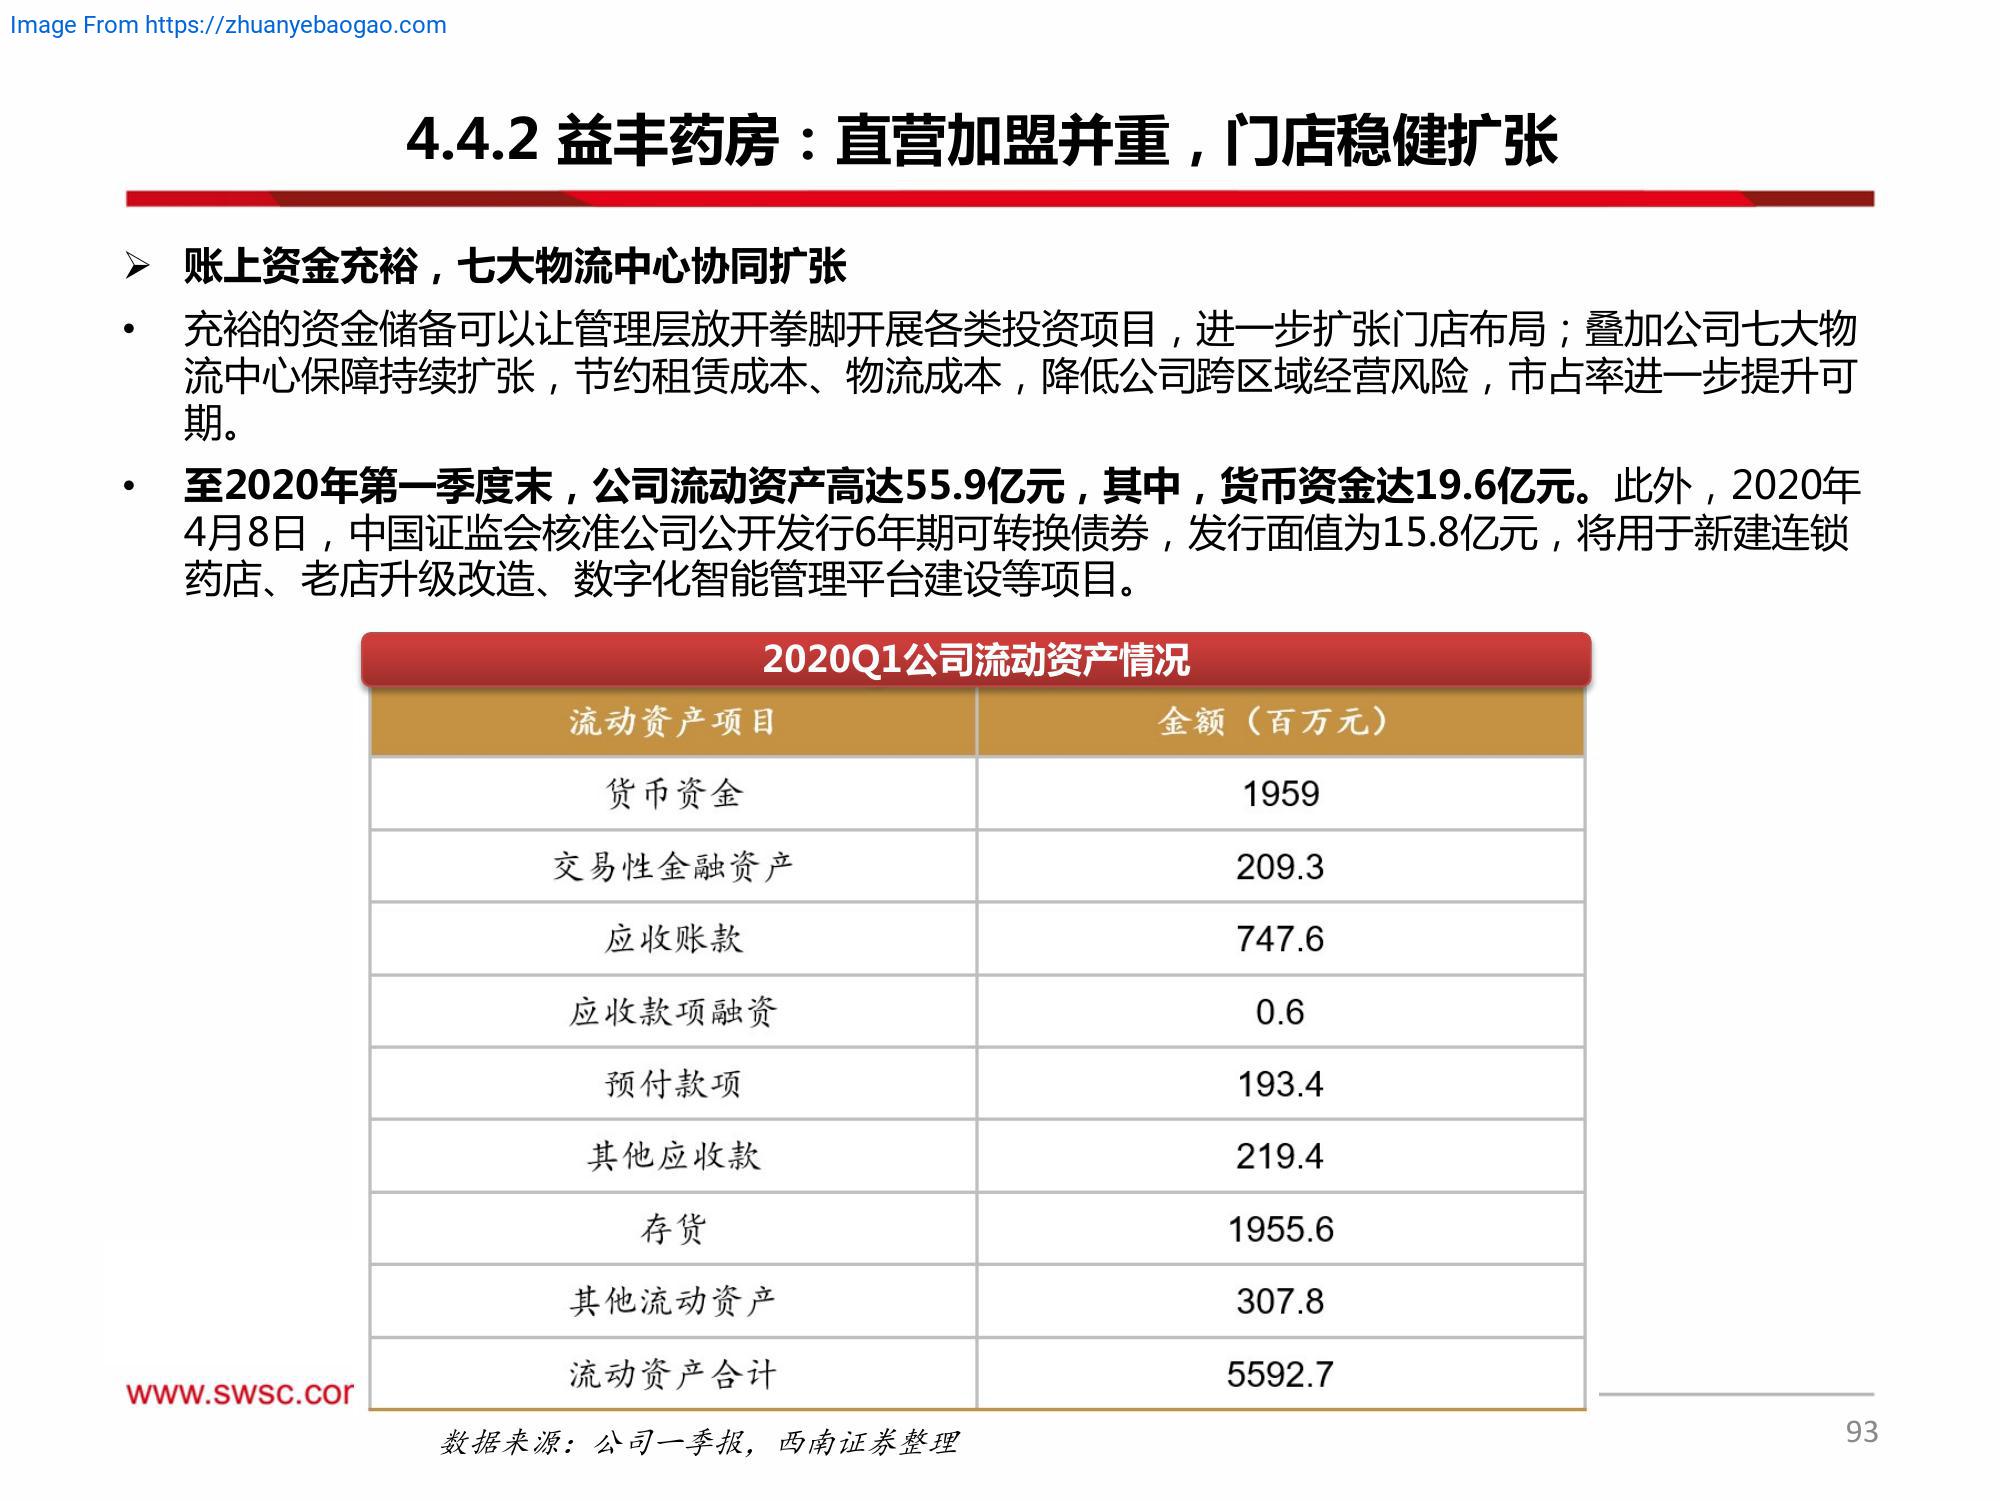 Image From https://zhuanyebaogao.com
4.4.2 益丰药房：直营加盟并重，门店稳健扩张
➢ 账上资金充裕，七大物流中心协同扩张
• 充裕的资金储备可以让管理层放开拳脚开展各类投资项目，进一步扩张门店布局；叠加公司七大物
流中心保障持续扩张，节约租赁成本、物流成本，降低公司跨区域经营风险，市占率进一步提升可
期。
• 至2020年第一季度末，公司流动资产高达55.9亿元，其中，货币资金达19.6亿元。此外，2020年
4月8日，中国证监会核准公司公开发行6年期可转换债券，发行面值为15.8亿元，将用于新建连锁
药店、老店升级改造、数字化智能管理平台建设等项目。
2020Q1公司流动资产情况
流动资产项目 金额（百万元）
货币资金 1959
交易性金融资产 209.3
应收账款 747.6
应收款项融资 0.6
预付款项 193.4
其他应收款 219.4
存货 1955.6
其他流动资产 307.8
流动资产合计 5592.7
www.swsc.cor
数据来源：公司一季报，西南证券整理
93